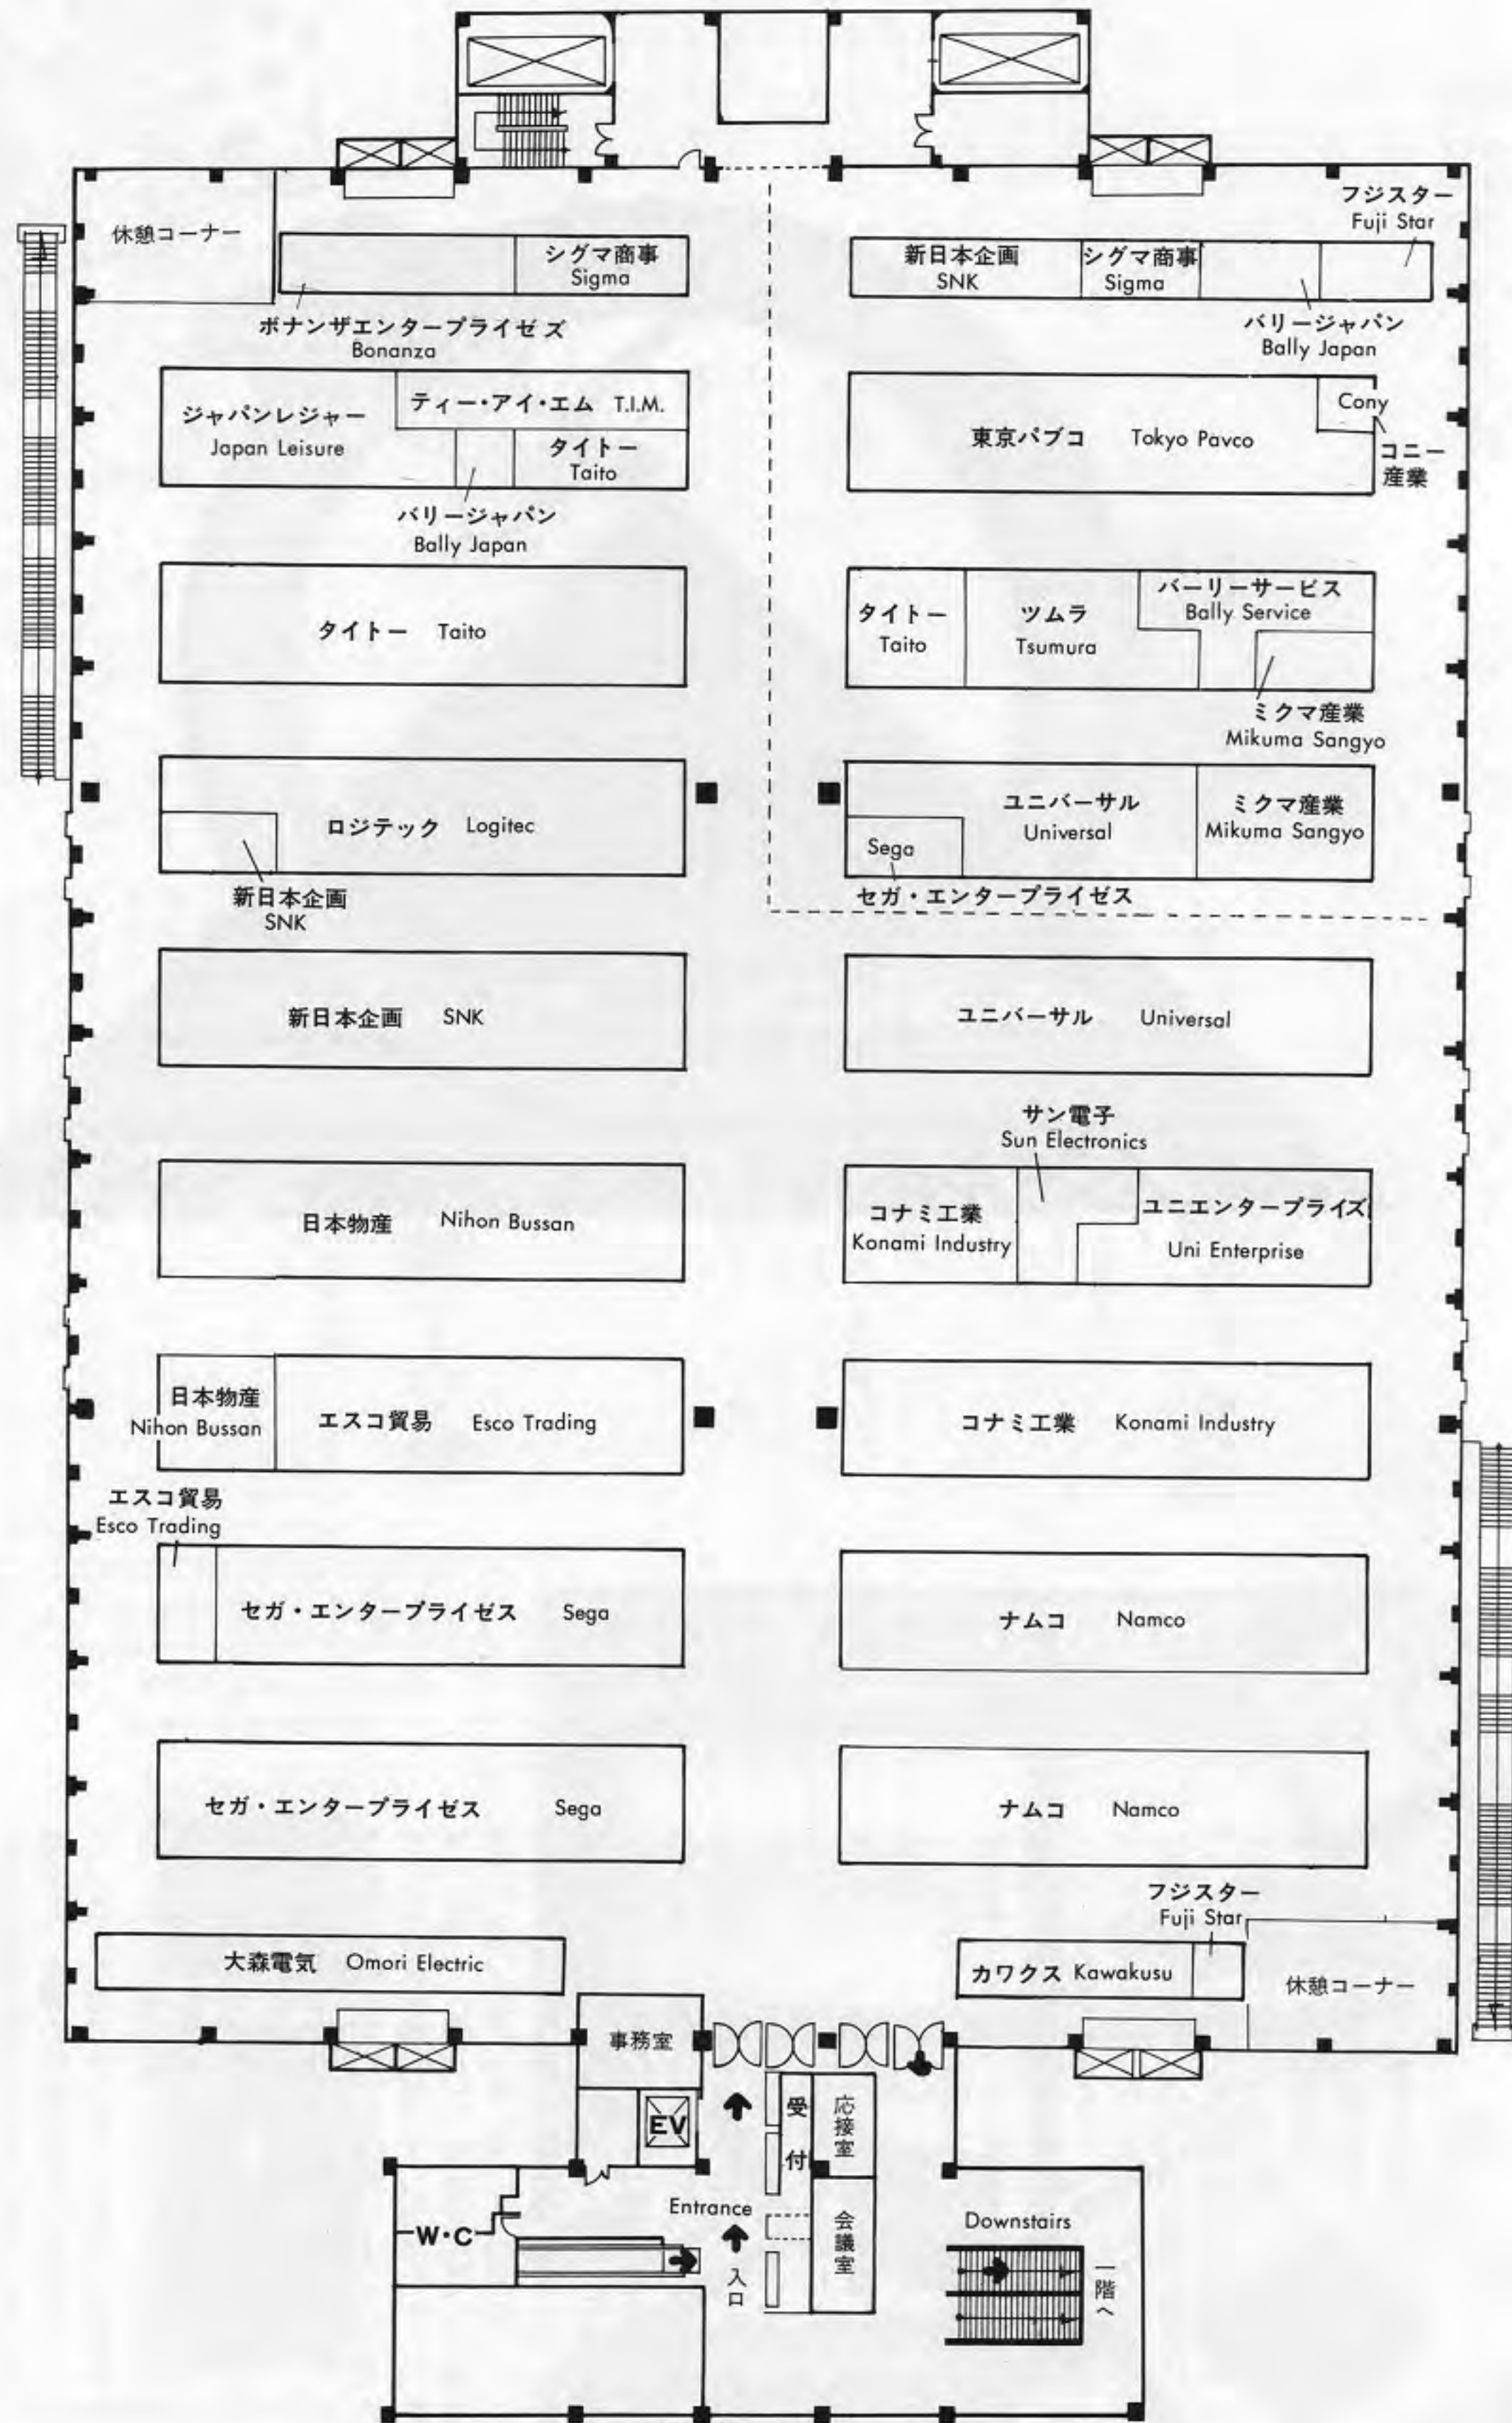 休憩コーナー
シグマ商事
Sigma
ボナンザエンタープライゼズ
Bonanza
フジスター
Fuji Star
新日本企画
SNK
シグマ商事
Sigma
バリージャパン
Bally Japan
ジャパンレジャー
Japan Leisure
ティー・アイ・エム T.I.M.
タイトー
Taito
バリージャパン
Bally Japan
東京パブコ Tokyo Pavco
Cony
コニー
産業
タイトー Taito
タイトー
Taito
ツムラ
Tsumura
バーリーサービス
Bally Service
ミクマ産業
Mikuma Sangyo
ロジテック Logitec
新日本企画
SNK
ユニバーサル
Universal
ミクマ産業
Mikuma Sangyo
Sega
セガ・エンタープライゼス
新日本企画 SNK
ユニバーサル Universal
日本物産 Nihon Bussan
サン電子
Sun Electronics
コナミ工業
Konami Industry
ユニエンタープライズ
Uni Enterprise
日本物産
Nihon Bussan
エスコ貿易 Esco Trading
コナミ工業 Konami Industry
エスコ貿易
Esco Trading
セガ・エンタープライゼス Sega
ナムコ Namco
セガ・エンタープライゼス Sega
ナムコ Namco
大森電気 Omori Electric
フジスター
Fuji Star
カワクス Kawakusu
休憩コーナー
事務室
EV
受付
応接室
W・C
Entrance
入口
会議室
Downstairs
一階へ